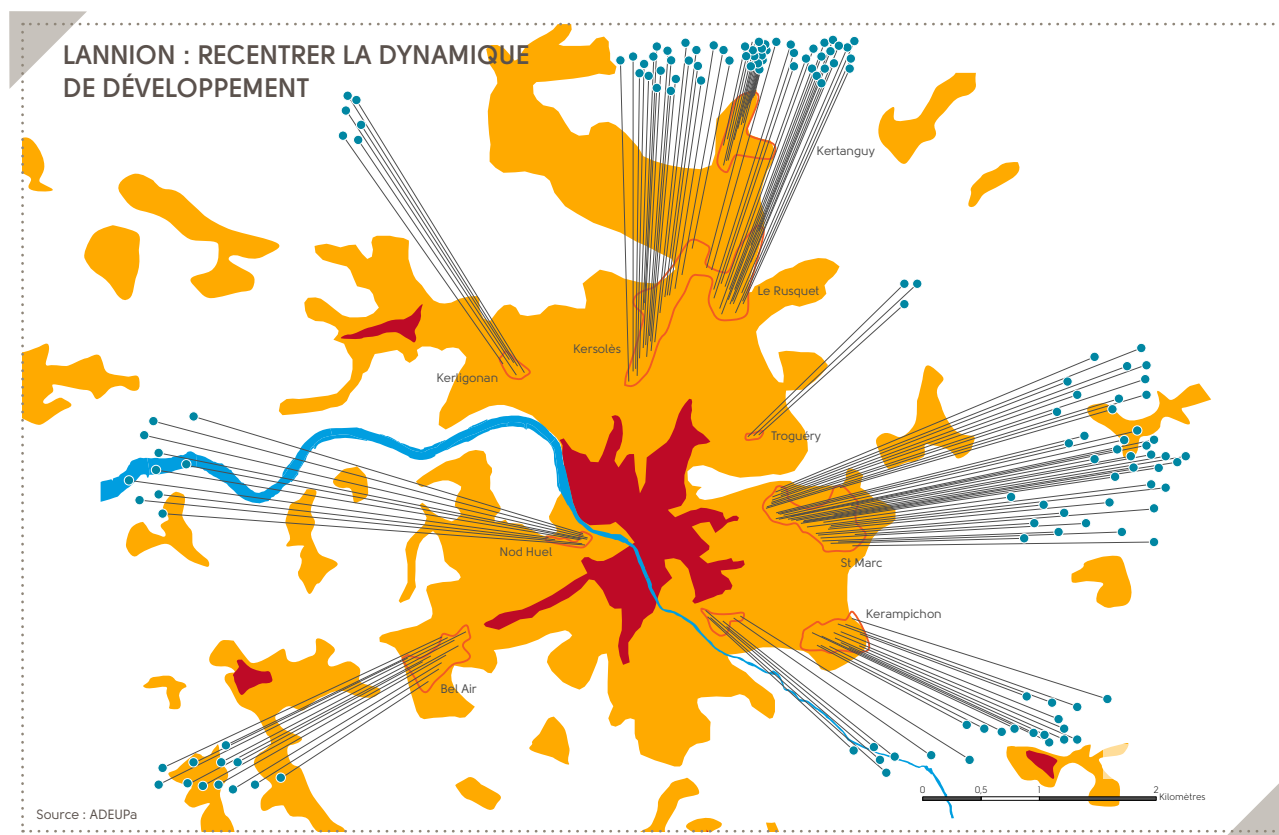 LANNION : RECENTRER LA DYNAMIQUE
DE DÉVELOPPEMENT
Kertanguy
Le Rusquet
Kersolès
Kerligonan
Troguéry
Nod Huel
St Marc
Kerampichon
Bel Air
0 0,5 1 2
Kilomètres
Source : ADEUPa